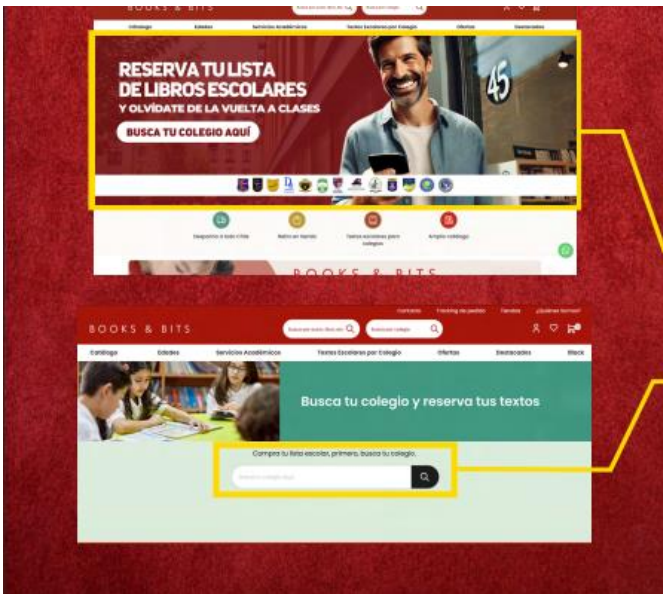 BOOKS & BITS
Catálogo Edades Servicios Académicos Textos Escolares por Colegio Ofertas Destacados
RESERVA TU LISTA
DE LIBROS ESCOLARES
Y OLVÍDATE DE LA VUELTA A CLASES
BUSCA TU COLEGIO AQUÍ
45
Despacho a todo Chile Retiro en tienda Textos escolares para colegios Amplio catálogo
BOOKS & BITS
Contacto Tracking de pedido Tiendas ¿Quiénes Somos?
BOOKS & BITS
Catálogo Edades Servicios Académicos Textos Escolares por Colegio Ofertas Destacados Black
Busca tu colegio y reserva tus textos
Compra tu lista escolar, primero, busca tu colegio.